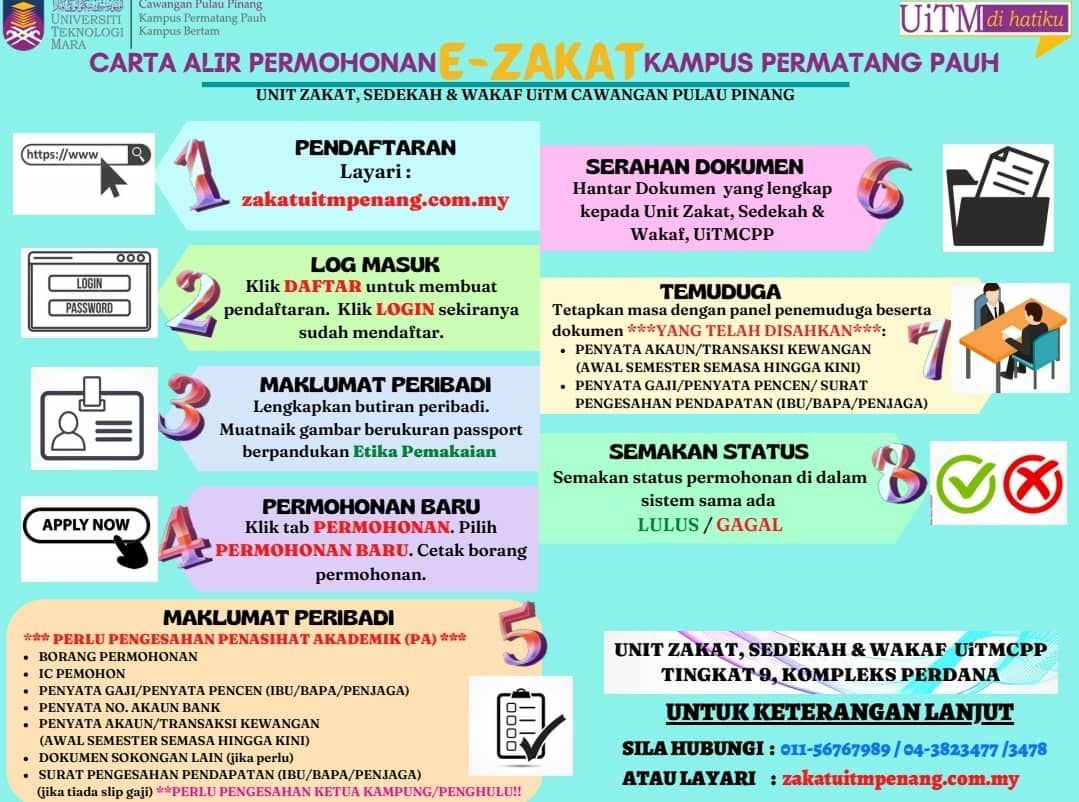 UNIVERSITI
TEKNOLOGI
MARA
Cawangan Pulau Pinang
Kampus Permatang Pauh
Kampus Bertam
UiTM di hatiku
CARTA ALIR PERMOHONAN E-ZAKAT KAMPUS PERMATANG PAUH
UNIT ZAKAT, SEDEKAH & WAKAF UiTM CAWANGAN PULAU PINANG
https://www
1
PENDAFTARAN
Layari :
zakatuitmpenang.com.my
LOGIN
PASSWORD
2
LOG MASUK
Klik DAFTAR untuk membuat
pendaftaran. Klik LOGIN sekiranya
sudah mendaftar.
3
MAKLUMAT PERIBADI
Lengkapkan butiran peribadi.
Muatnaik gambar berukuran passport
berpandukan Etika Pemakaian
APPLY NOW
4
PERMOHONAN BARU
Klik tab PERMOHONAN. Pilih
PERMOHONAN BARU. Cetak borang
permohonan.
5
MAKLUMAT PERIBADI
*** PERLU PENGESAHAN PENASIHAT AKADEMIK (PA) ***
• BORANG PERMOHONAN
• IC PEMOHON
• PENYATA GAJI/PENYATA PENCEN (IBU/BAPA/PENJAGA)
• PENYATA NO. AKAUN BANK
• PENYATA AKAUN/TRANSAKSI KEWANGAN
(AWAL SEMESTER SEMASA HINGGA KINI)
• DOKUMEN SOKONGAN LAIN (jika perlu)
• SURAT PENGESAHAN PENDAPATAN (IBU/BAPA/PENJAGA)
(jika tiada slip gaji) **PERLU PENGESAHAN KETUA KAMPUNG/PENGHULU!!
6
SERAHAN DOKUMEN
Hantar Dokumen yang lengkap
kepada Unit Zakat, Sedekah &
Wakaf, UiTMCPP
7
TEMUDUGA
Tetapkan masa dengan panel penemuduga beserta
dokumen ***YANG TELAH DISAHKAN***:
• PENYATA AKAUN/TRANSAKSI KEWANGAN
(AWAL SEMESTER SEMASA HINGGA KINI)
• PENYATA GAJI/PENYATA PENCEN/ SURAT
PENGESAHAN PENDAPATAN (IBU/BAPA/PENJAGA)
8
SEMAKAN STATUS
Semakan status permohonan di dalam
sistem sama ada
LULUS / GAGAL
UNIT ZAKAT, SEDEKAH & WAKAF UiTMCPP
TINGKAT 9, KOMPLEKS PERDANA
UNTUK KETERANGAN LANJUT
SILA HUBUNGI : 011-56767989 / 04-3823477 /3478
ATAU LAYARI : zakatuitmpenang.com.my